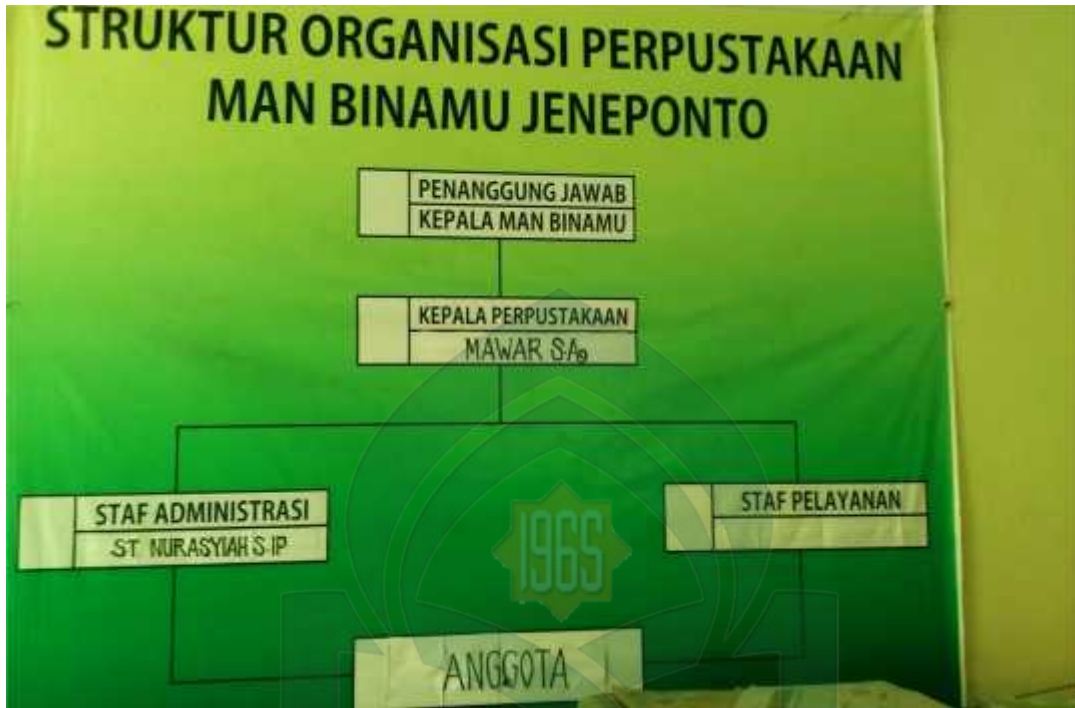 STRUKTUR ORGANISASI PERPUSTAKAAN
MAN BINAMU JENEPONTO
PENANGGUNG JAWAB
KEPALA MAN BINAMU
KEPALA PERPUSTAKAAN
MAWAR S.Ag
STAF ADMINISTRASI
ST. NURASYIAH S.IP
STAF PELAYANAN
1965
ANGGOTA